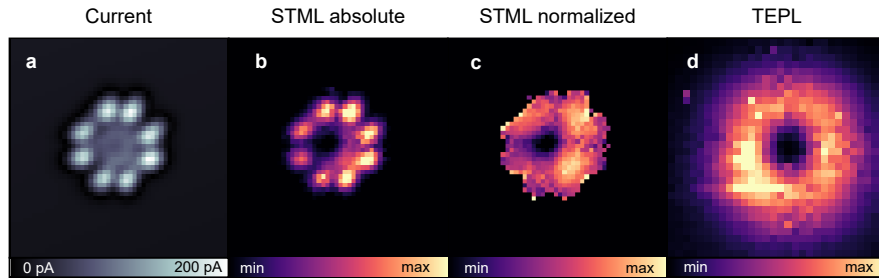 Current STML absolute STML normalized TEPL
a b c d
0 pA 200 pA min max min max min max